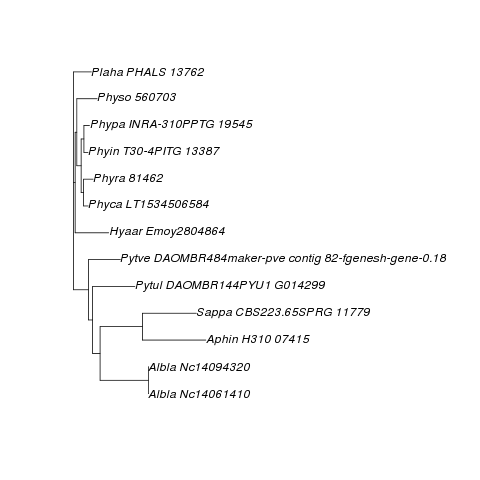 Plaha PHALS 13762
Physo 560703
Phypa INRA-310PPTG 19545
Phyin T30-4PITG 13387
Phyra 81462
Phyca LT1534506584
Hyaar Emoy2804864
Pytve DAOMBR484maker-pve contig 82-fgenesh-gene-0.18
Pytul DAOMBR144PYU1 G014299
Sappa CBS223.65SPRG 11779
Aphin H310 07415
Albla Nc14094320
Albla Nc14061410